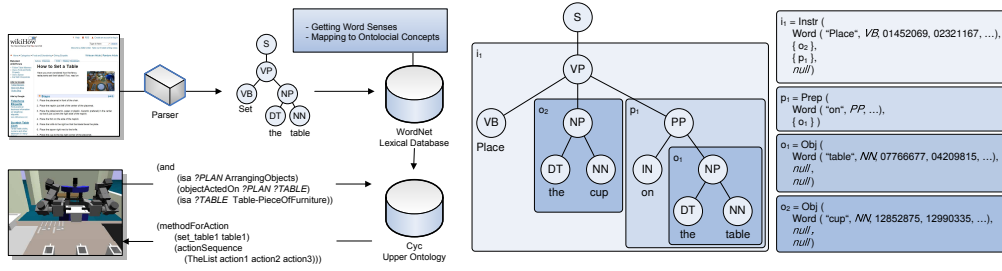 - Getting Word Senses
- Mapping to Ontolocial Concepts
wikiHow
How to Set a Table
Parser
S
VP
VB
NP
Set
DT
NN
the
table
WordNet
Lexical Database
(and
(isa ?PLAN ArrangingObjects)
(objectActedOn ?PLAN ?TABLE)
(isa ?TABLE Table-PieceOfFurniture))
(methodForAction
(set_table1 table1)
(actionSequence
(TheList action1 action2 action3)))
Cyc
Upper Ontology
S
i1
VP
VB
Place
o2
NP
p1
PP
DT
NN
IN
o1
NP
the
cup
on
DT
NN
the
table
i1 = Instr (
Word ( "Place", VB, 01452069, 02321167, ...),
{ o2 },
{ p1 },
null )
p1 = Prep (
Word ( "on", PP, ...),
{ o1 } )
o1 = Obj (
Word ( "table", NN, 07766677, 04209815, ...),
null,
null )
o2 = Obj (
Word ( "cup", NN, 12852875, 12990335, ...),
null,
null )